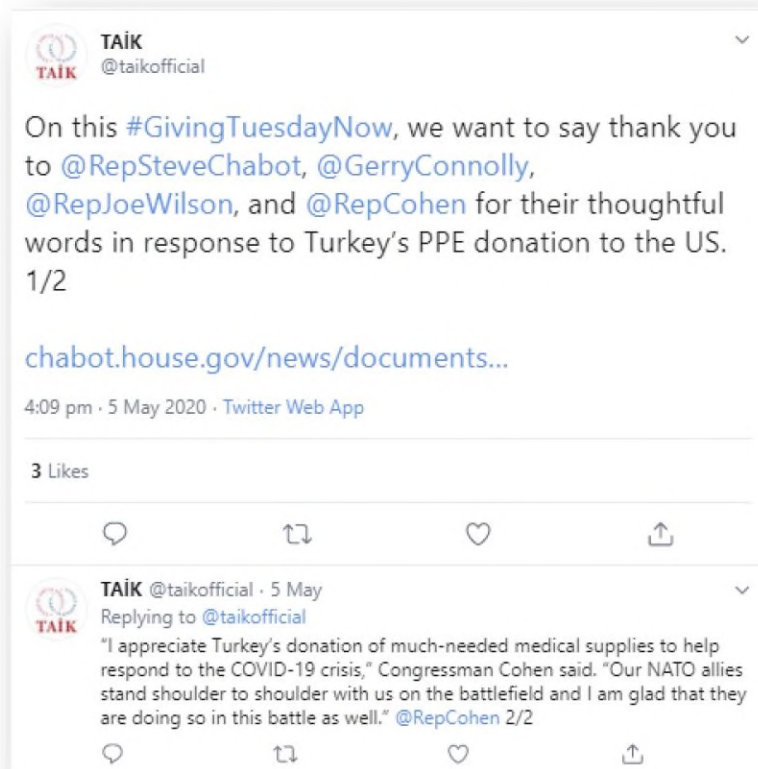 TAİK
@taikofficial
TAİK
On this #GivingTuesdayNow, we want to say thank you
to @RepSteveChabot, @GerryConnolly,
@RepJoeWilson, and @RepCohen for their thoughtful
words in response to Turkey's PPE donation to the US.
1/2
chabot.house.gov/news/documents...
4:09 pm · 5 May 2020 · Twitter Web App
3 Likes
TAİK @taikofficial · 5 May
Replying to @taikofficial
TAİK
"I appreciate Turkey's donation of much-needed medical supplies to help
respond to the COVID-19 crisis," Congressman Cohen said. "Our NATO allies
stand shoulder to shoulder with us on the battlefield and I am glad that they
are doing so in this battle as well." @RepCohen 2/2